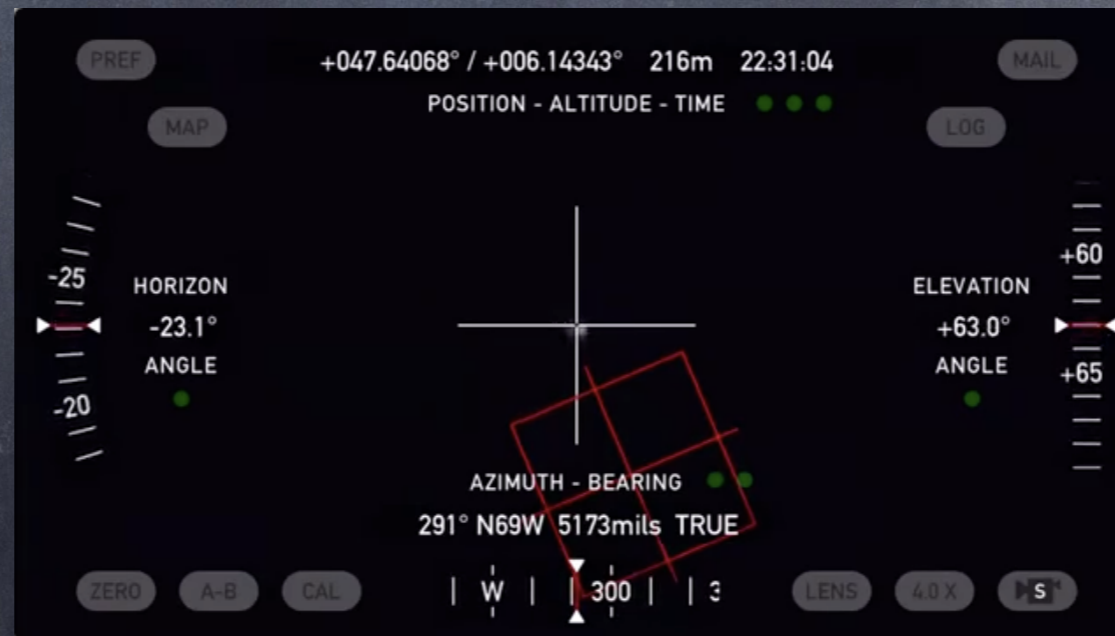 PREF
+047.64068° / +006.14343° 216m 22:31:04
MAIL
POSITION - ALTITUDE - TIME
MAP
LOG
-25
HORIZON
-23.1°
ANGLE
-20
+60
ELEVATION
+63.0°
ANGLE
+65
AZIMUTH - BEARING
291° N69W 5173mils TRUE
ZERO
A-B
CAL
W
300
LENS
4.0 X
S